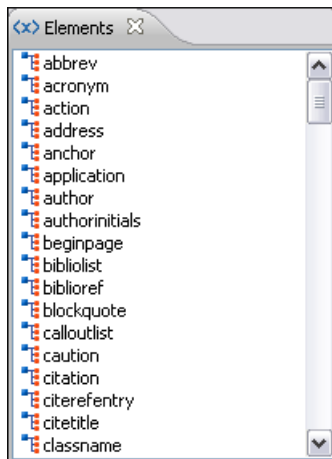 <x> Elements
abbrev
acronym
action
address
anchor
application
author
authorinitials
beginpage
bibliolist
biblioref
blockquote
calloutlist
caution
citation
citerefentry
citetitle
classname